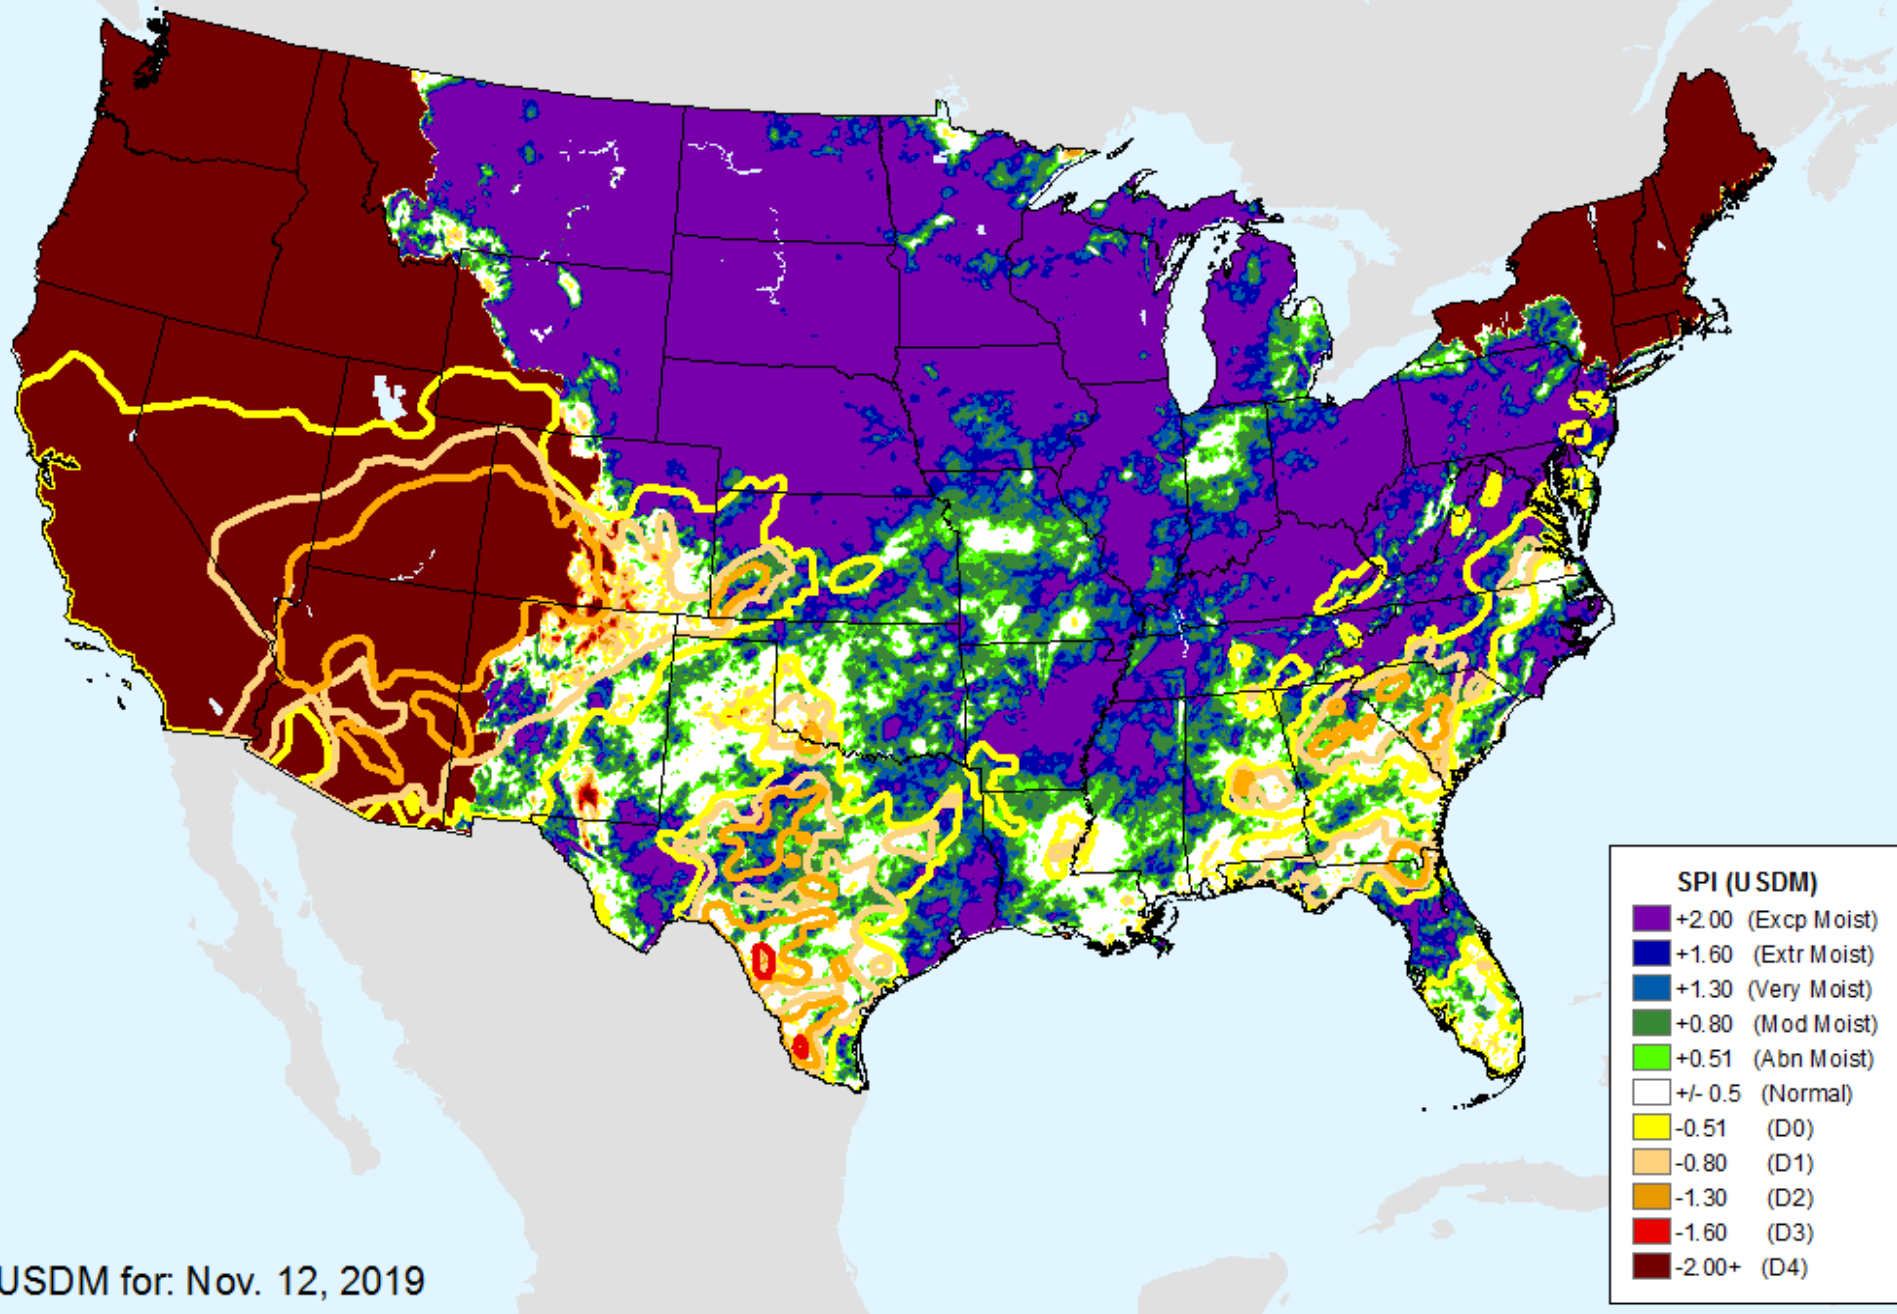 SPI (USDM)
+2.00 (Excp Moist)
+1.60 (Extr Moist)
+1.30 (Very Moist)
+0.80 (Mod Moist)
+0.51 (Abn Moist)
+/- 0.5 (Normal)
-0.51 (D0)
-0.80 (D1)
-1.30 (D2)
-1.60 (D3)
-2.00+ (D4)
USDM for: Nov. 12, 2019